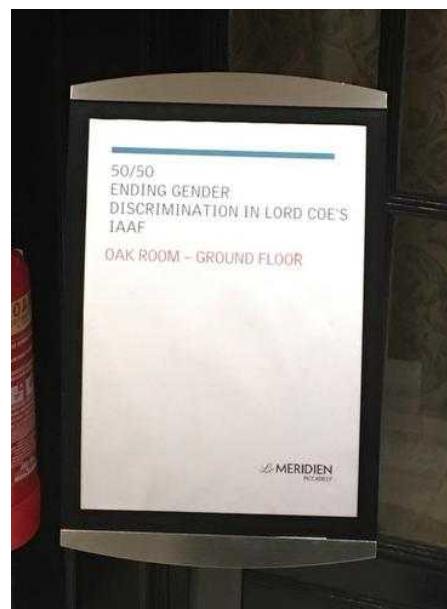 50/50
ENDING GENDER
DISCRIMINATION IN LORD COE'S
IAAF
OAK ROOM – GROUND FLOOR
Le MERIDIEN
PICCADILLY